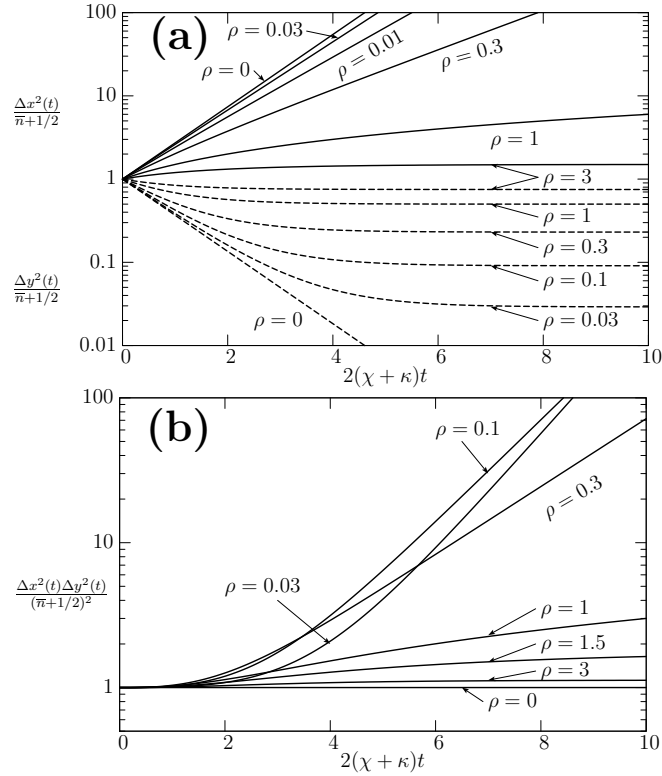 (a)
100
10
1
0.1
0.01
Δx²(t)
n̅+1/2
Δy²(t)
n̅+1/2
ρ = 0.03
ρ = 0
ρ = 0.01
ρ = 0.3
ρ = 1
ρ = 3
ρ = 1
ρ = 0.3
ρ = 0.1
ρ = 0.03
ρ = 0
0 2 4 6 8 10
2(χ + κ)t
(b)
100
10
1
Δx²(t)Δy²(t)
(n̅+1/2)²
ρ = 0.1
ρ = 0.3
ρ = 0.03
ρ = 1
ρ = 1.5
ρ = 3
ρ = 0
0 2 4 6 8 10
2(χ + κ)t